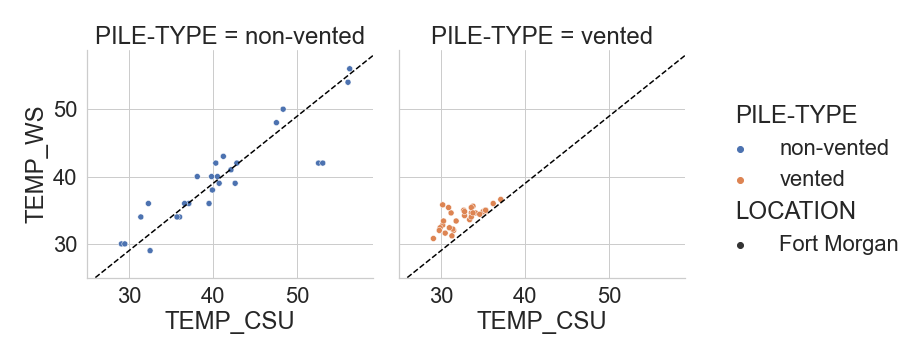 PILE-TYPE = non-vented
PILE-TYPE = vented
TEMP_WS
50
40
30
30 40 50
30 40 50
TEMP_CSU
TEMP_CSU
PILE-TYPE
non-vented
vented
LOCATION
Fort Morgan